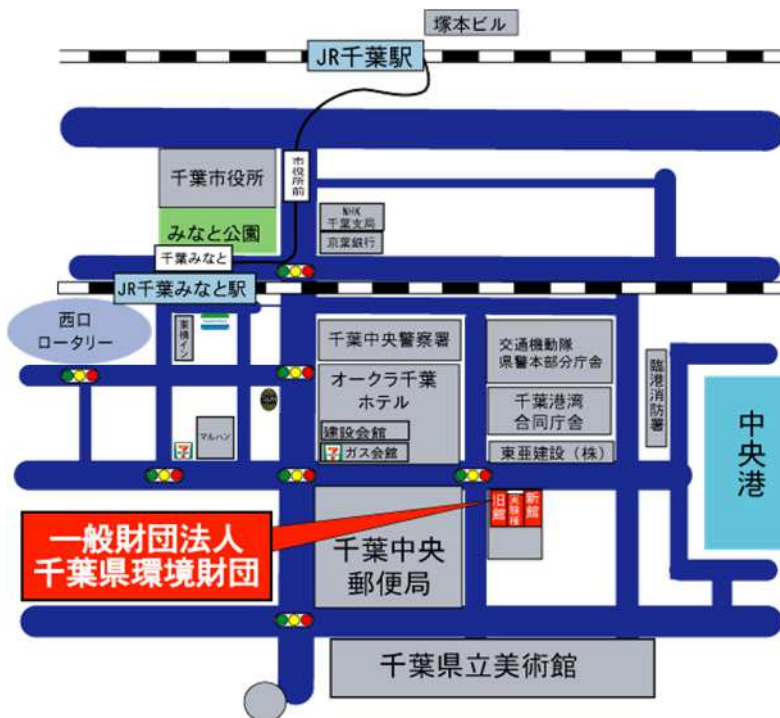 塚本ビル
JR千葉駅
千葉市役所
市役所前
みなと公園
NHK
千葉支局
京葉銀行
千葉みなと
JR千葉みなと駅
西口
ロータリー
東横イン
千葉中央警察署
交通機動隊
県警本部分庁舎
臨港消防署
オークラ千葉
ホテル
千葉港湾
合同庁舎
中央港
マルハン
建設会館
ガス会館
東亜建設(株)
旧館
実験棟
新館
一般財団法人
千葉県環境財団
千葉中央
郵便局
千葉県立美術館